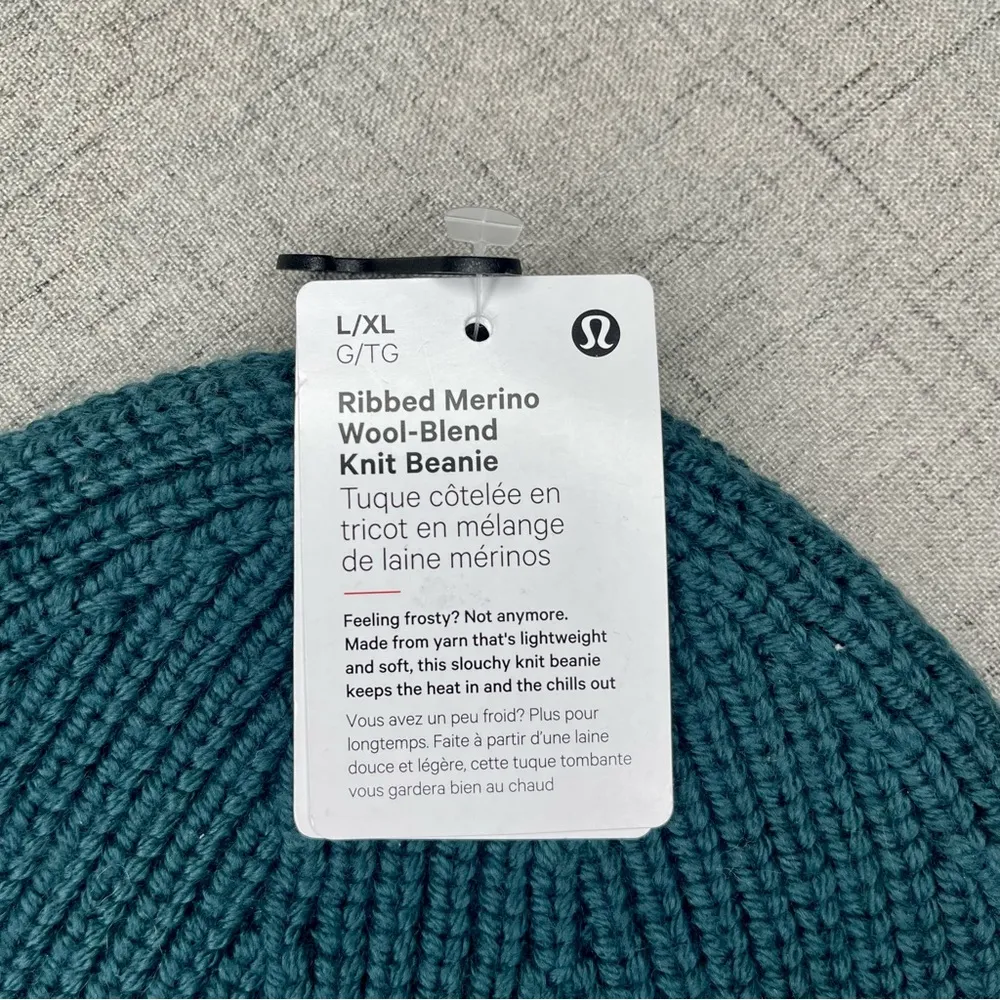 L/XL
G/TG
Ribbed Merino
Wool-Blend
Knit Beanie
Tuque côtelée en
tricot en mélange
de laine mérinos
Feeling frosty? Not anymore.
Made from yarn that's lightweight
and soft, this slouchy knit beanie
keeps the heat in and the chills out
Vous avez un peu froid? Plus pour
longtemps. Faite à partir d'une laine
douce et légère, cette tuque tombante
vous gardera bien au chaud